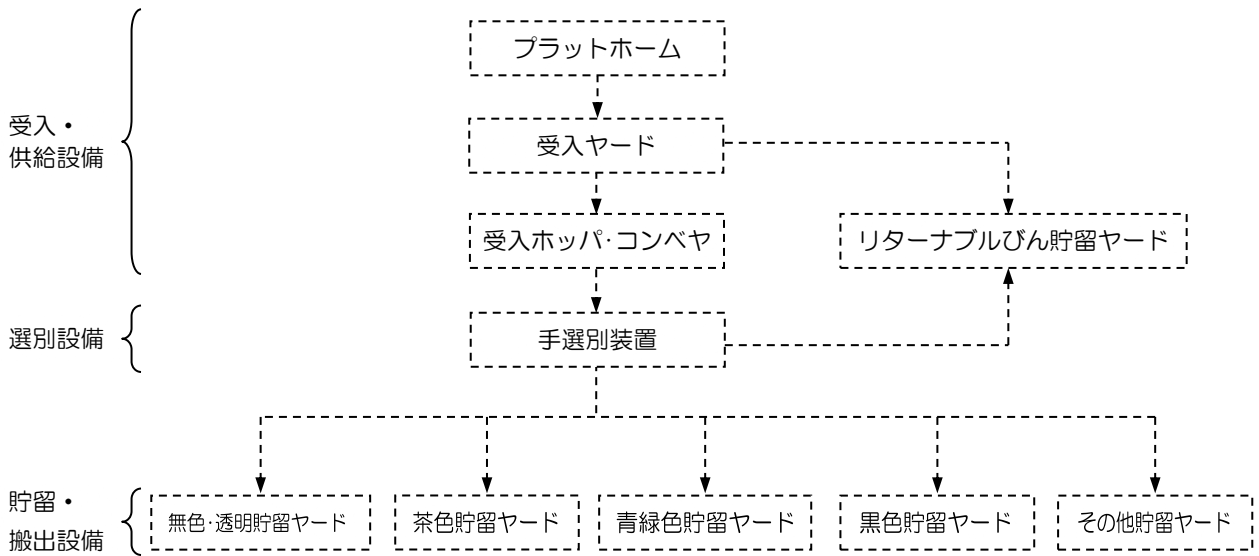 プラットホーム
受入・
供給設備
受入ヤード
受入ホッパ・コンベヤ
リターナブルびん貯留ヤード
選別設備
手選別装置
貯留・
搬出設備
無色・透明貯留ヤード
茶色貯留ヤード
青緑色貯留ヤード
黒色貯留ヤード
その他貯留ヤード